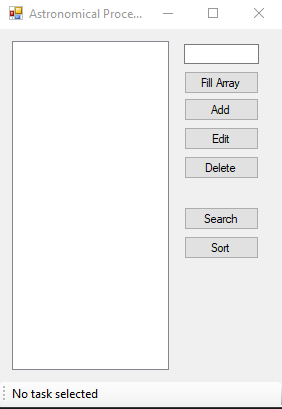 Astronomical Proce...
Fill Array
Add
Edit
Delete
Search
Sort
No task selected